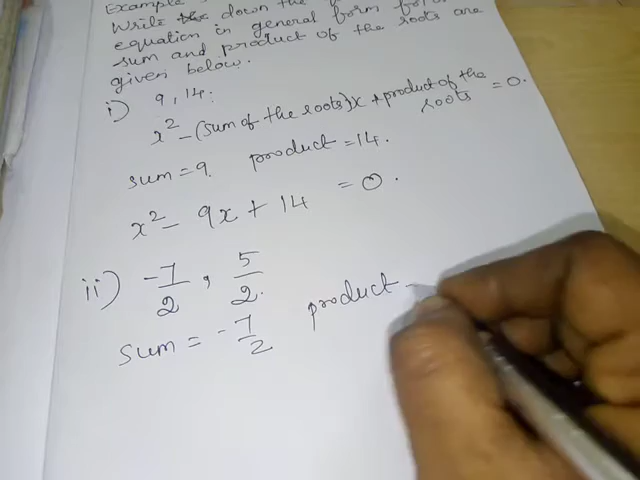 Example
Write down the
equation in general form for
sum and product of the roots are
given below.
i) 9, 14.
x² - (sum of the roots)x + product of the
roots = 0.
sum = 9. product = 14.
x² - 9x + 14 = 0.
ii) -7/2 , 5/2.
sum = -7/2 product -